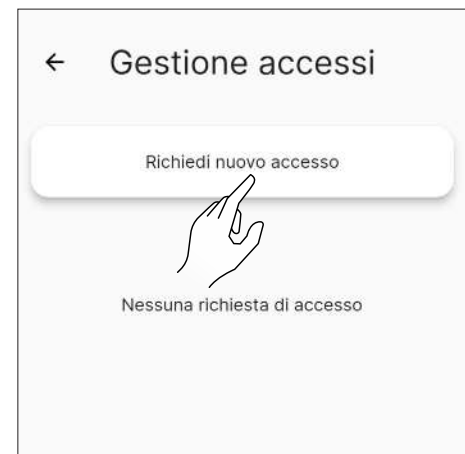 Gestione accessi
Richiedi nuovo accesso
Nessuna richiesta di accesso